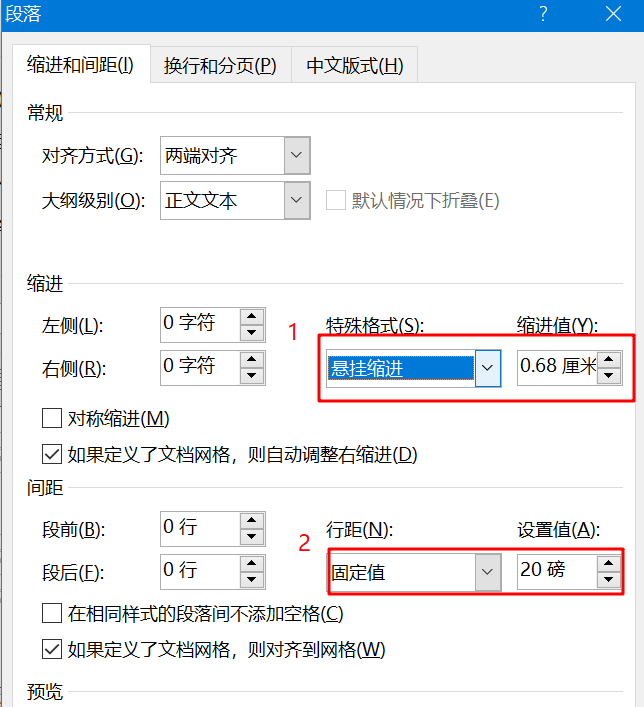 段落 ?
缩进和间距(I) 换行和分页(P) 中文版式(H)
常规
对齐方式(G): 两端对齐
大纲级别(O): 正文文本 默认情况下折叠(E)
缩进
左侧(L): 0 字符 1 特殊格式(S): 缩进值(Y):
右侧(R): 0 字符 悬挂缩进 0.68 厘米
对称缩进(M)
如果定义了文档网格，则自动调整右缩进(D)
间距
段前(B): 0 行 2 行距(N): 设置值(A):
段后(F): 0 行 固定值 20 磅
在相同样式的段落间不添加空格(C)
如果定义了文档网格，则对齐到网格(W)
预览